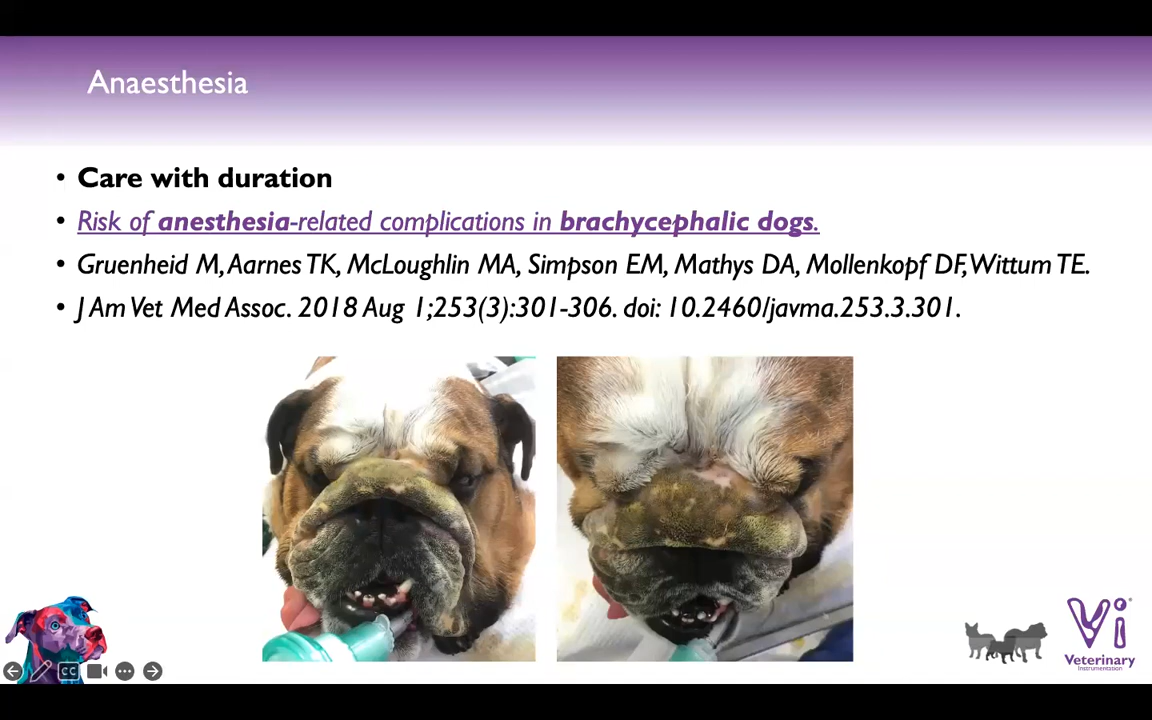 Anaesthesia
• Care with duration
• Risk of anesthesia-related complications in brachycephalic dogs.
• Gruenheid M, Aarnes TK, McLoughlin MA, Simpson EM, Mathys DA, Mollenkopf DF, Wittum TE.
• J Am Vet Med Assoc. 2018 Aug 1;253(3):301-306. doi: 10.2460/javma.253.3.301.
CC
Vi
Veterinary
Instrumentation